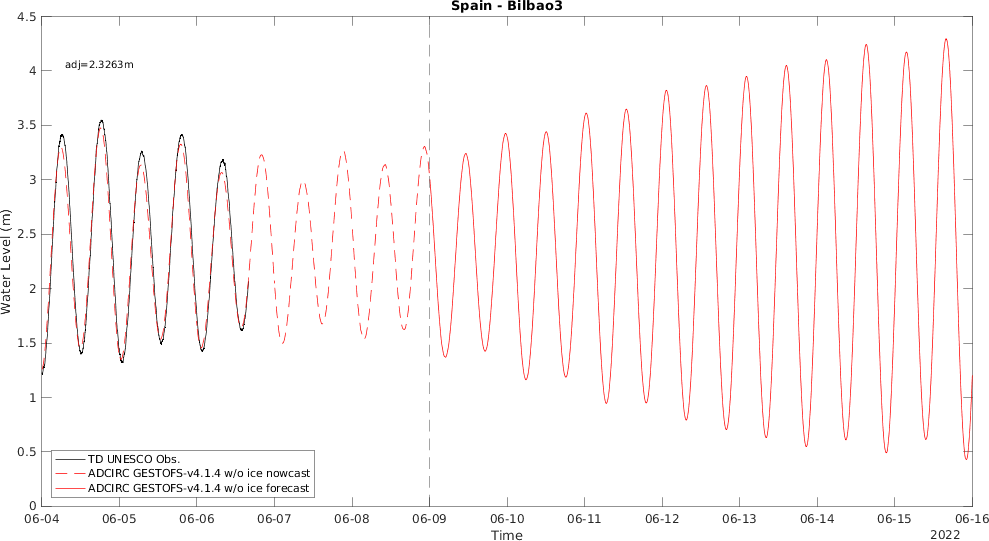 Spain - Bilbao3
4.5
4
3.5
3
2.5
2
1.5
1
0.5
0
Water Level (m)
adj=2.3263m
TD UNESCO Obs.
ADCIRC GESTOFS-v4.1.4 w/o ice nowcast
ADCIRC GESTOFS-v4.1.4 w/o ice forecast
06-04 06-05 06-06 06-07 06-08 06-09 06-10 06-11 06-12 06-13 06-14 06-15 06-16
Time
2022